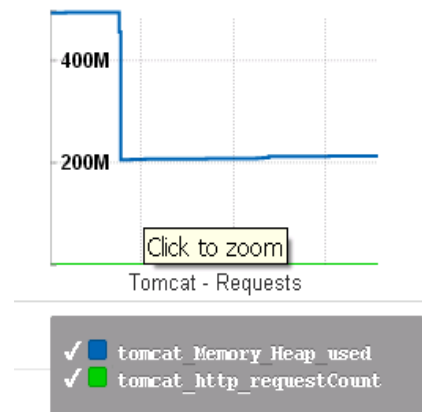 400M
200M
Click to zoom
Tomcat - Requests
tomcat_Memory_Heap_used
tomcat_http_requestCount